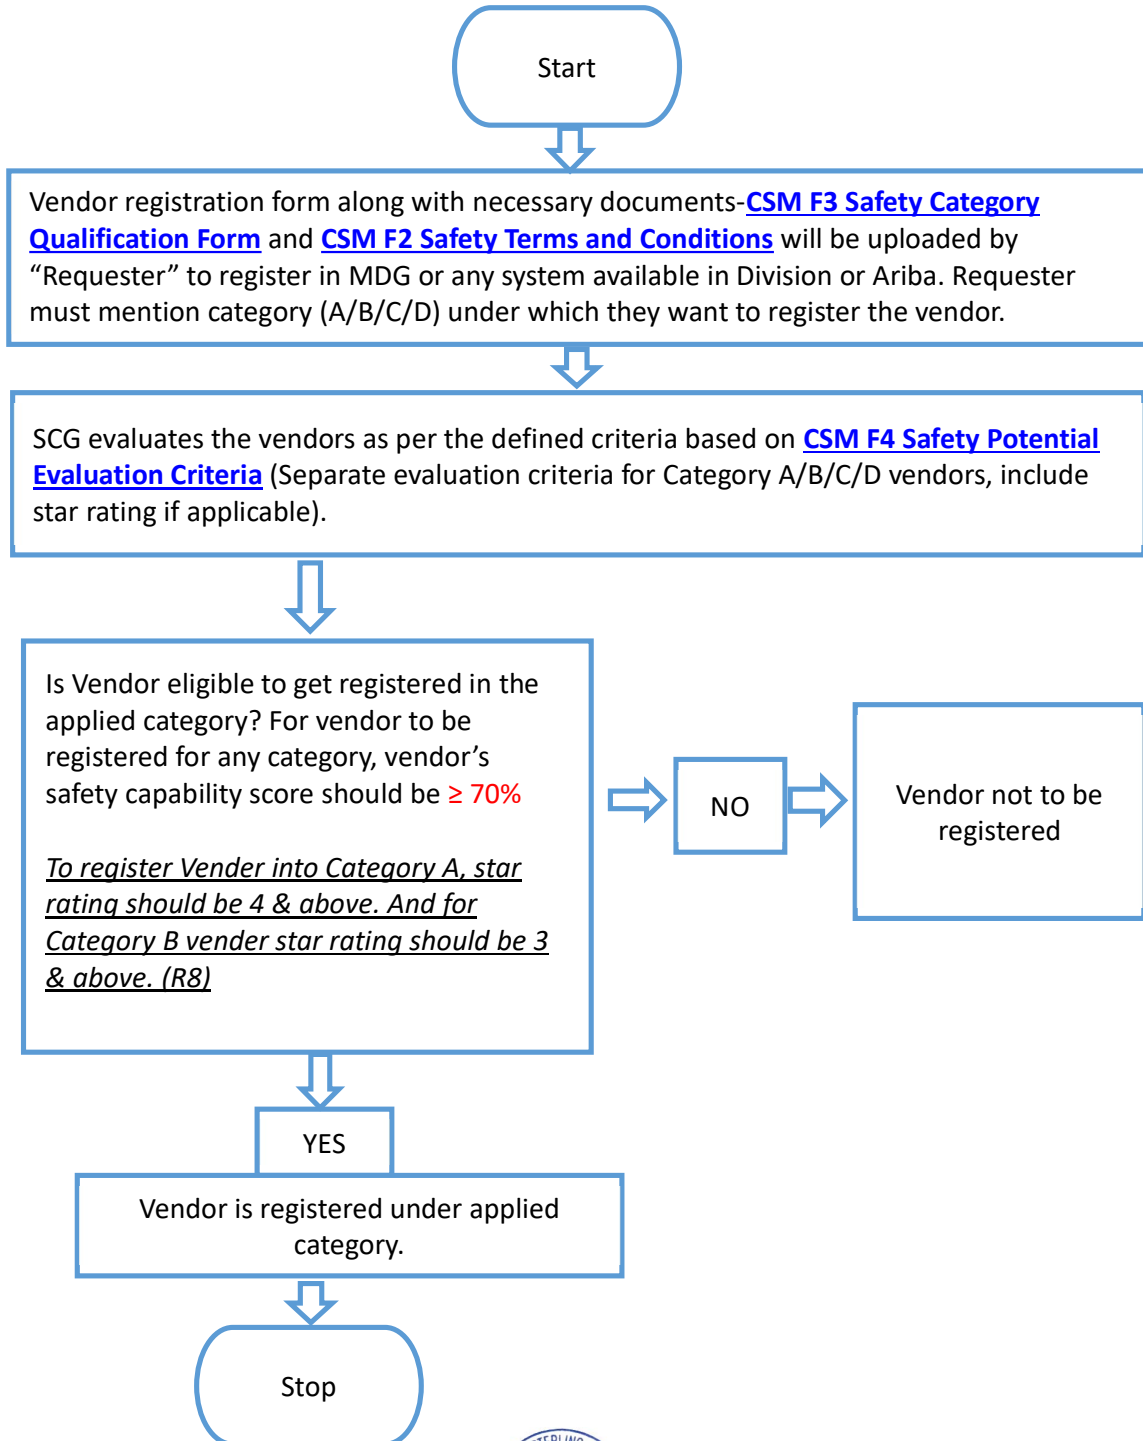 Start
Vendor registration form along with necessary documents-CSM F3 Safety Category
Qualification Form and CSM F2 Safety Terms and Conditions will be uploaded by
“Requester” to register in MDG or any system available in Division or Ariba. Requester
must mention category (A/B/C/D) under which they want to register the vendor.
SCG evaluates the vendors as per the defined criteria based on CSM F4 Safety Potential
Evaluation Criteria (Separate evaluation criteria for Category A/B/C/D vendors, include
star rating if applicable).
Is Vendor eligible to get registered in the
applied category? For vendor to be
registered for any category, vendor’s
safety capability score should be ≥ 70%
To register Vender into Category A, star
rating should be 4 & above. And for
Category B vender star rating should be 3
& above. (R8)
NO
Vendor not to be
registered
YES
Vendor is registered under applied
category.
Stop